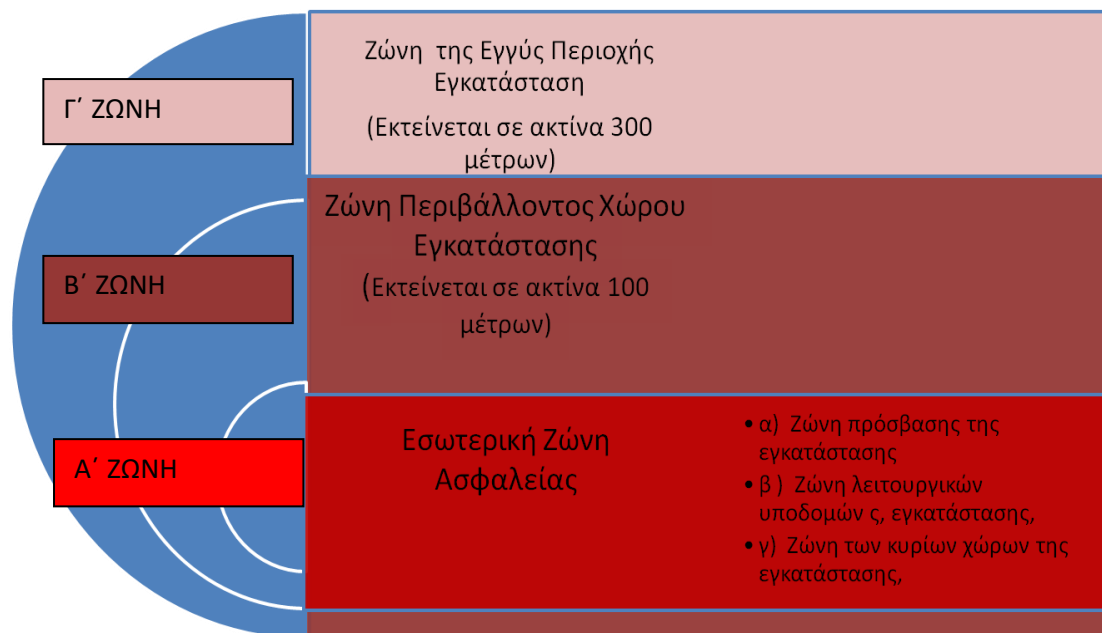 Γ΄ ΖΩΝΗ
Ζώνη της Εγγύς Περιοχής
Εγκατάσταση
(Εκτείνεται σε ακτίνα 300
μέτρων)
Β΄ ΖΩΝΗ
Ζώνη Περιβάλλοντος Χώρου
Εγκατάστασης
(Εκτείνεται σε ακτίνα 100
μέτρων)
Α΄ ΖΩΝΗ
Εσωτερική Ζώνη
Ασφαλείας
• α) Ζώνη πρόσβασης της
εγκατάστασης
• β ) Ζώνη λειτουργικών
υποδομών ς, εγκατάστασης,
• γ) Ζώνη των κυρίων χώρων της
εγκατάστασης,